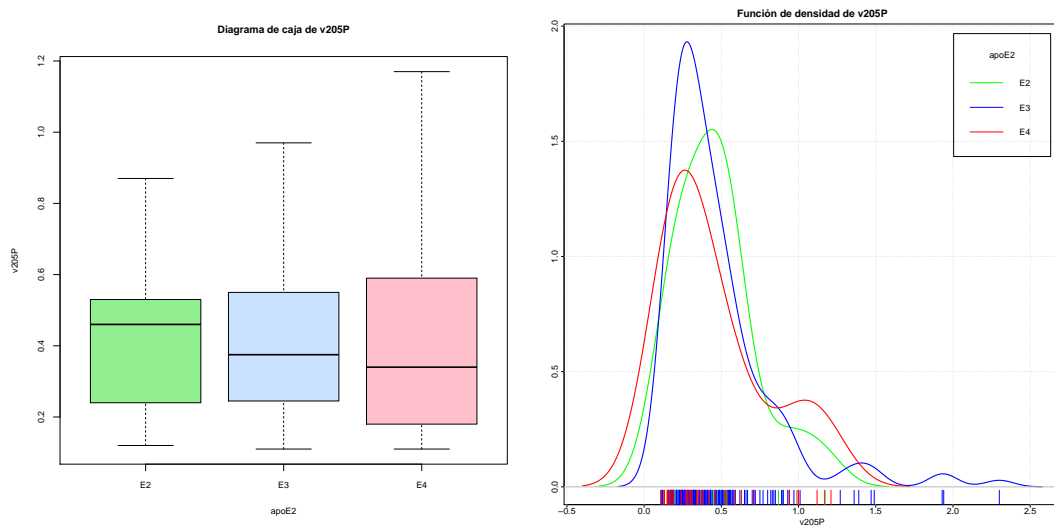 Diagrama de caja de v205P
v205P
0.2
0.4
0.6
0.8
1.0
1.2
E2
E3
E4
apoE2
Función de densidad de v205P
0.0
0.5
1.0
1.5
2.0
−0.5
0.0
0.5
1.0
1.5
2.0
2.5
v205P
apoE2
E2
E3
E4